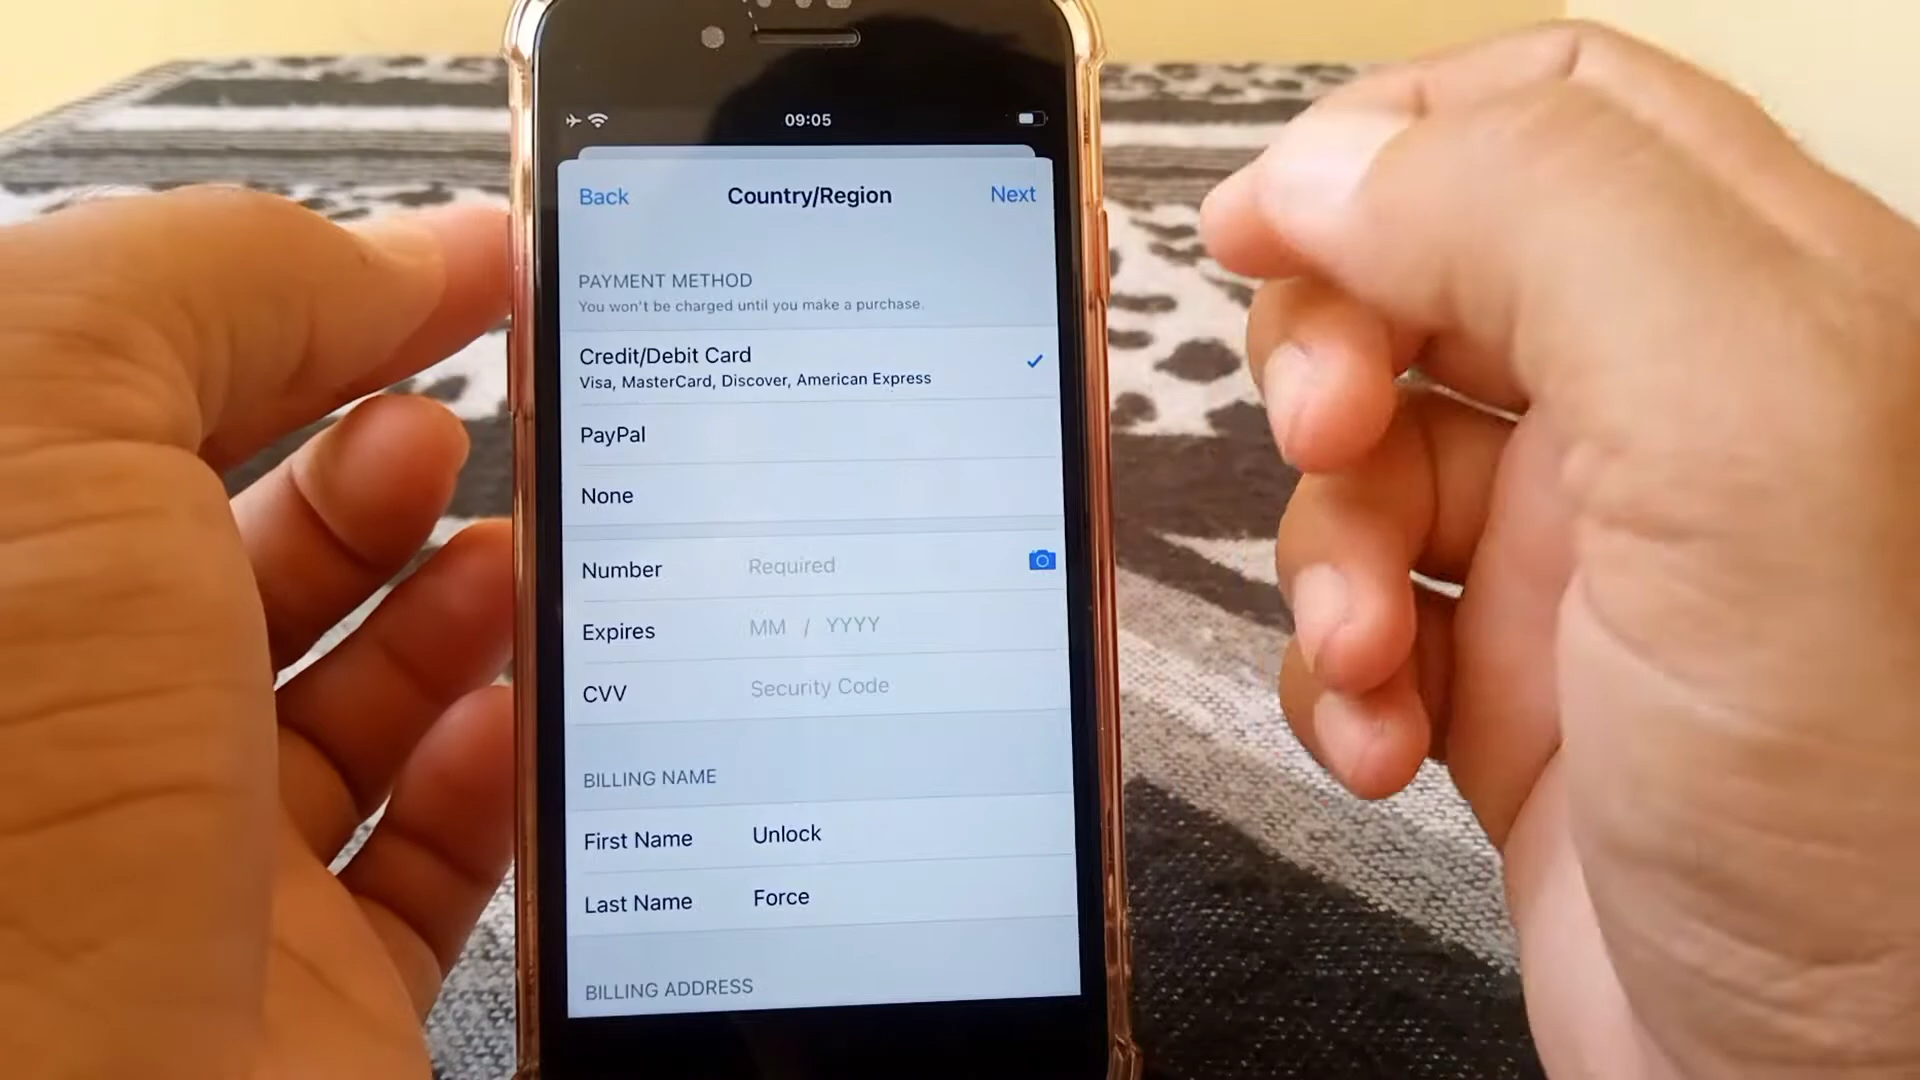 09:05
Back Country/Region Next
PAYMENT METHOD
You won't be charged until you make a purchase.
Credit/Debit Card
Visa, MasterCard, Discover, American Express
PayPal
None
Number Required
Expires MM / YYYY
CVV Security Code
BILLING NAME
First Name Unlock
Last Name Force
BILLING ADDRESS